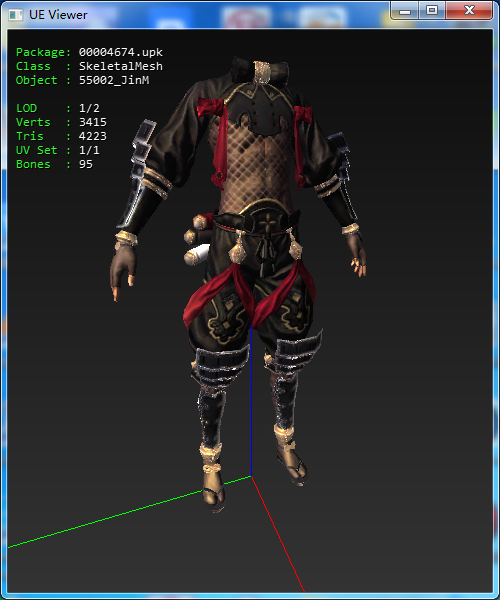 UE Viewer
Package: 00004674.upk
Class : SkeletalMesh
Object : 55002_JinM
LOD : 1/2
Verts : 3415
Tris : 4223
UV Set : 1/1
Bones : 95